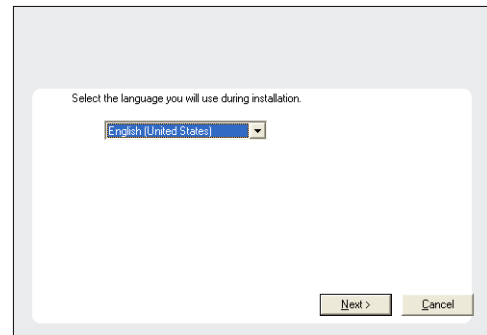 Select the language you will use during installation.
English (United States)
Next >
Cancel